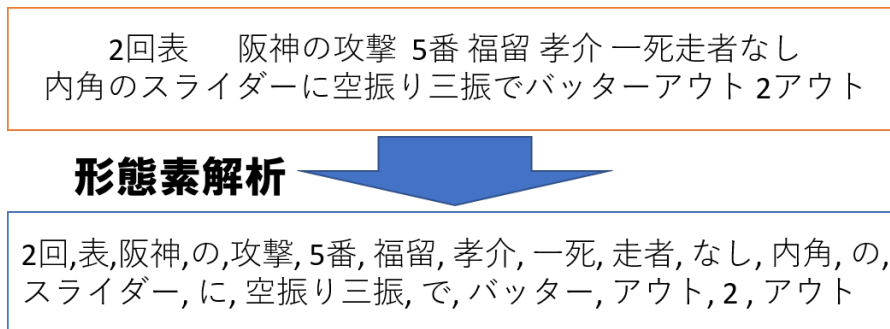 2回表　　阪神の攻撃 5番 福留 孝介 一死走者なし
内角のスライダーに空振り三振でバッターアウト 2アウト
形態素解析
2回,表,阪神,の,攻撃, 5番, 福留, 孝介, 一死, 走者, なし, 内角, の,
スライダー, に, 空振り三振, で, バッター, アウト, 2 , アウト